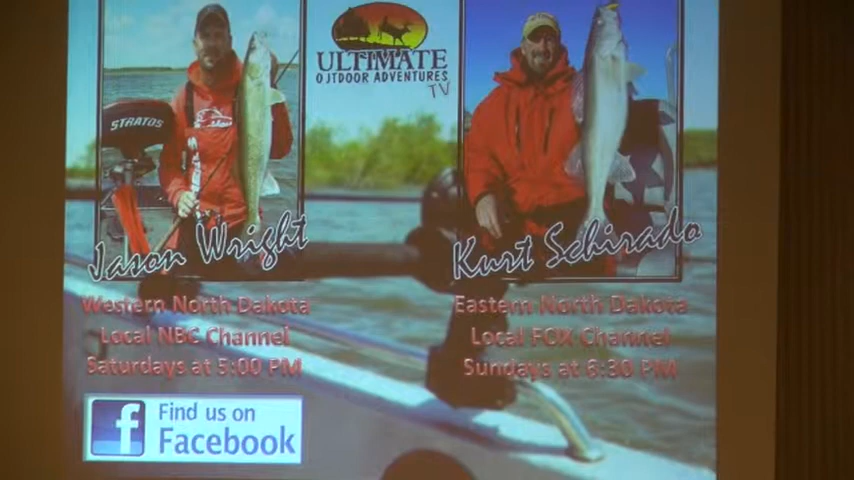 ULTIMATE
OUTDOOR ADVENTURES
TV
STRATOS
Jason Wright
Kurt Schirado
Western North Dakota
Local NBC Channel
Saturdays at 5:00 PM
Eastern North Dakota
Local FOX Channel
Sundays at 6:30 PM
f Find us on
Facebook